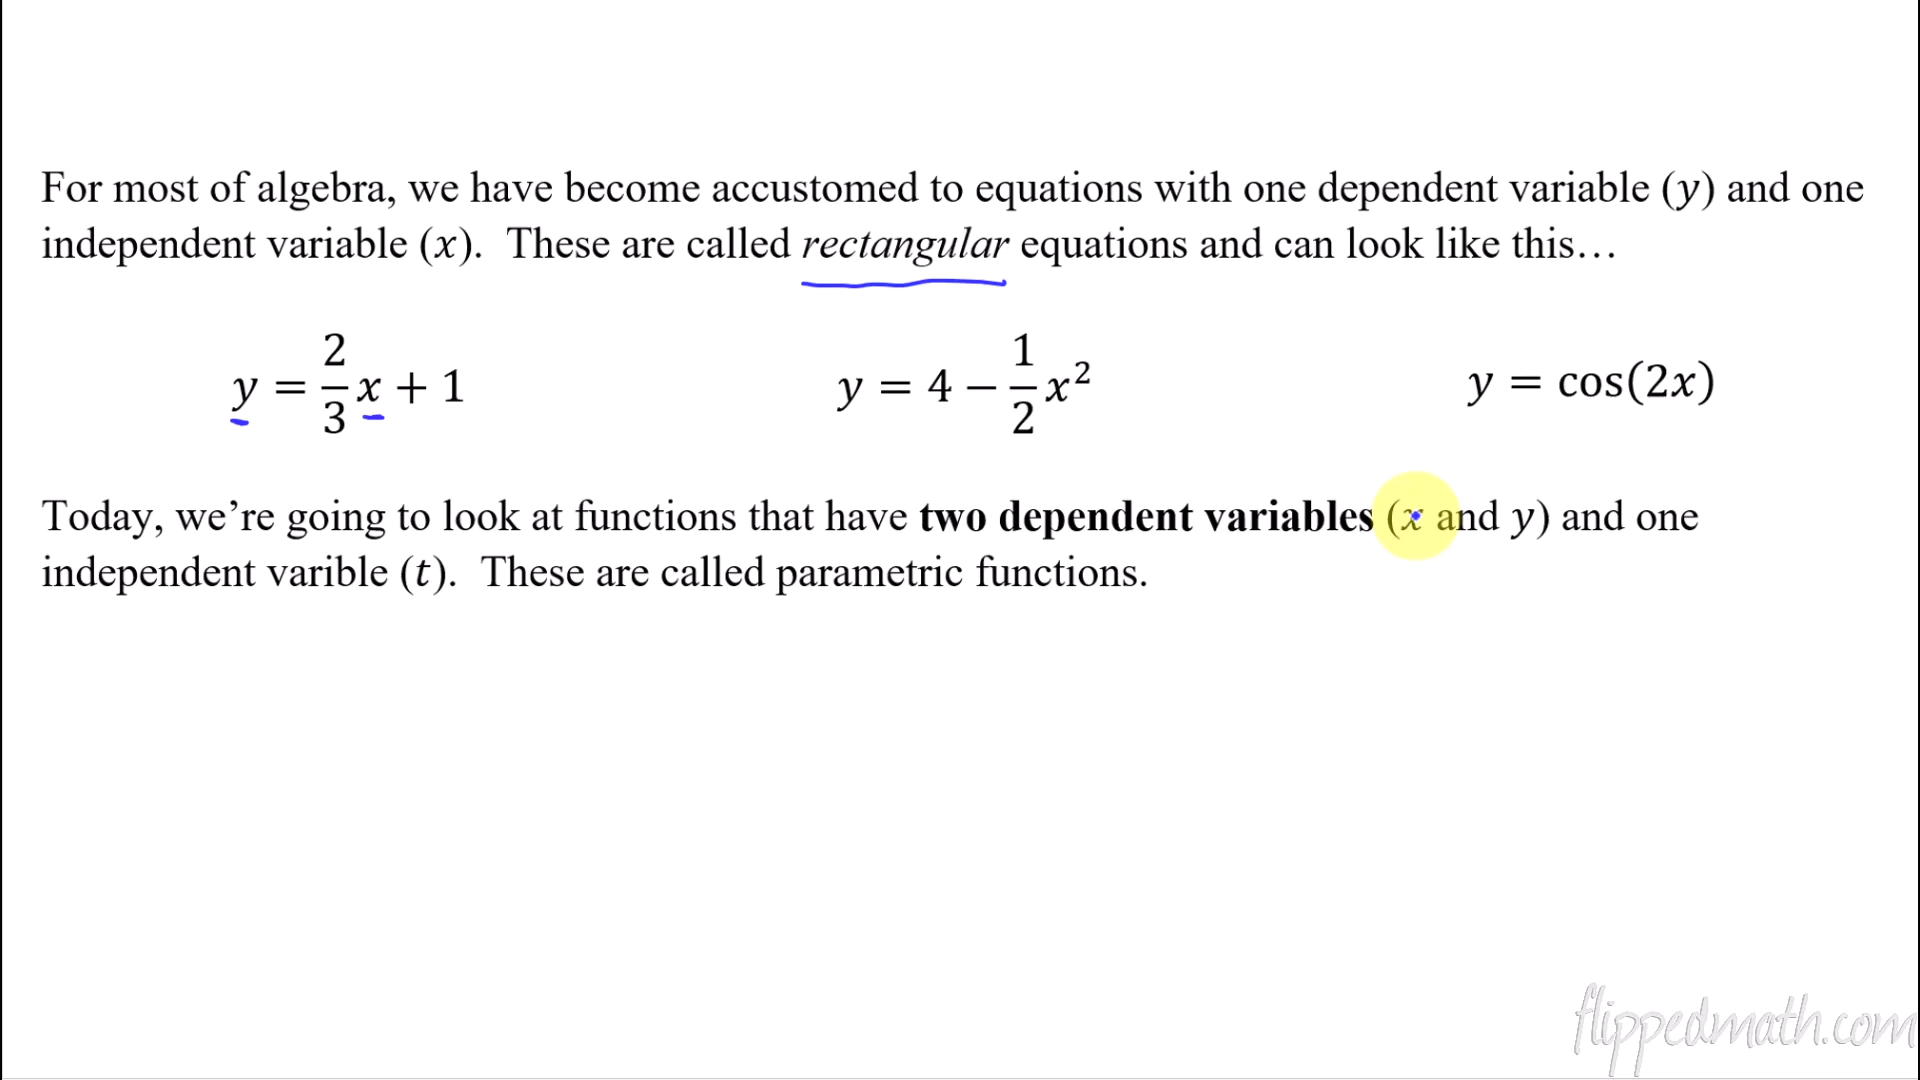 For most of algebra, we have become accustomed to equations with one dependent variable (y) and one
independent variable (x).  These are called rectangular equations and can look like this…
y = 2/3 x + 1
y = 4 − 1/2 x²
y = cos(2x)
Today, we’re going to look at functions that have two dependent variables (x and y) and one
independent varible (t).  These are called parametric functions.
flippedmath.com